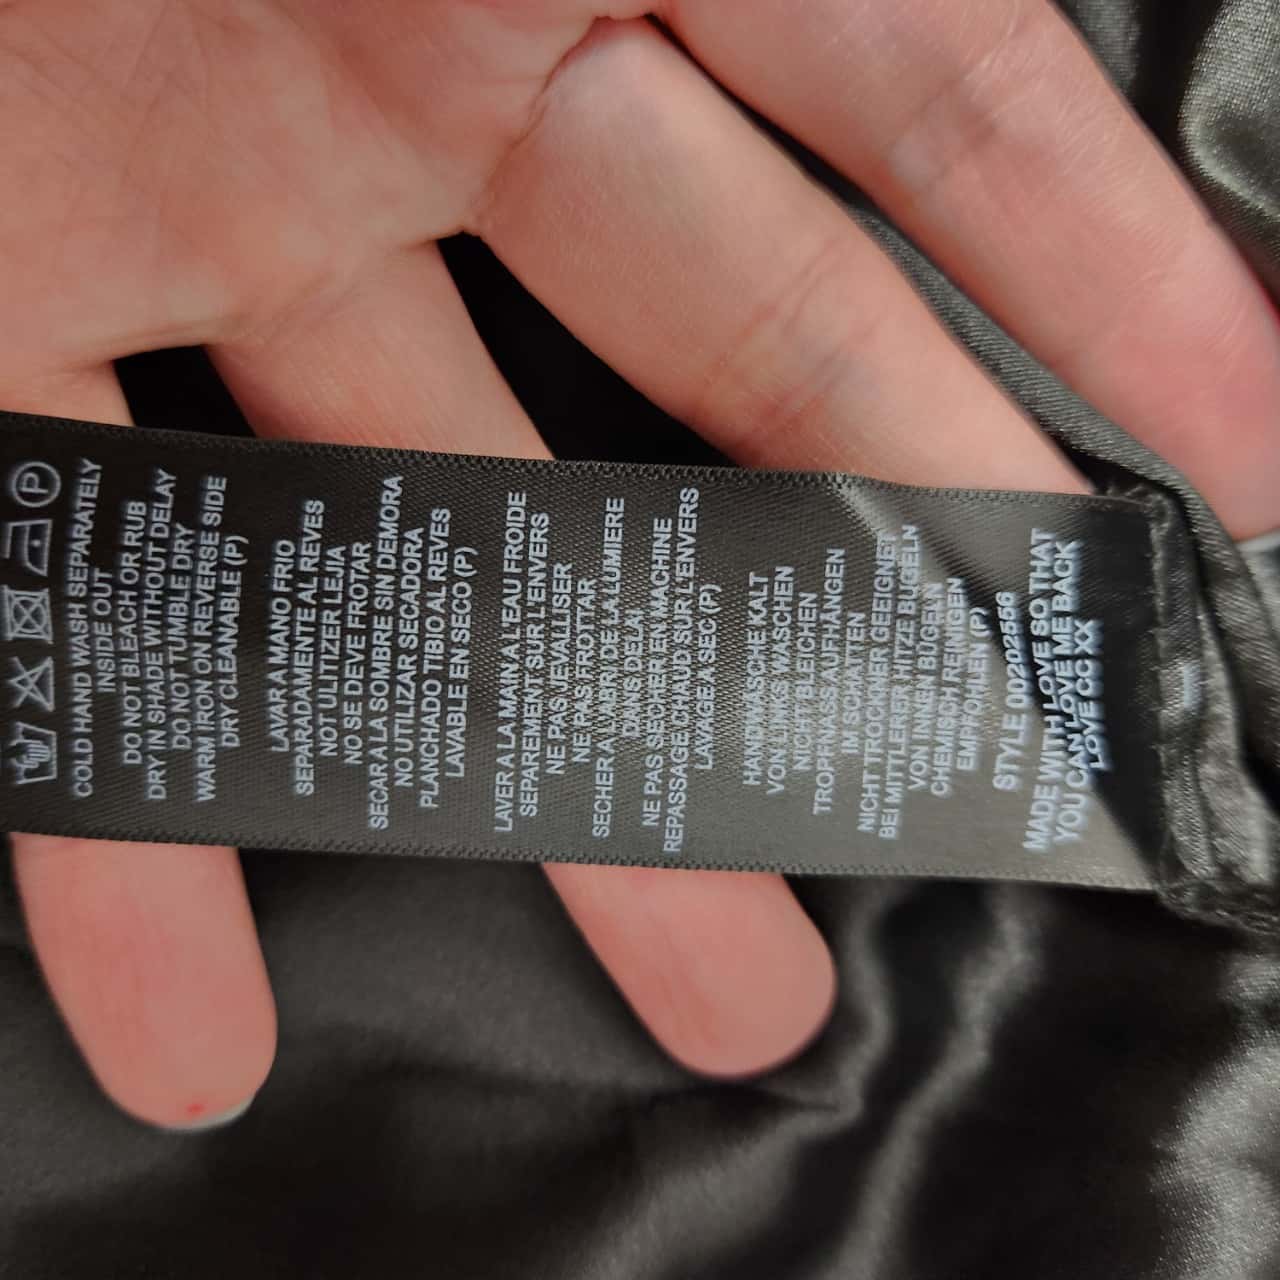 P
COLD HAND WASH SEPARATELY
INSIDE OUT
DO NOT BLEACH OR RUB
DRY IN SHADE WITHOUT DELAY
DO NOT TUMBLE DRY
WARM IRON ON REVERSE SIDE
DRY CLEANABLE (P)
LAVAR A MANO FRIO
SEPARADAMENTE AL REVES
NOT ULITIZER LEJIA
NO SE DEVE FROTAR
SECAR A LA SOMBRE SIN DEMORA
NO UTILIZAR SECADORA
PLANCHADO TIBIO AL REVES
LAVABLE EN SECO (P)
LAVER A LA MAIN A L'EAU FROIDE
SEPAREMENT SUR L'ENVERS
NE PAS JEVALLISER
NE PAS FROTTAR
SECHER A L'ABRI DE LA LUMIERE
DANS DELAI
NE PAS SECHER EN MACHINE
REPASSAGE CHAUD SUR L'ENVERS
LAVAGE A SEC (P)
HANDWASCHE KALT
VON LINKS WASCHEN
NICHT BLEICHEN
TROPFNASS AUFHANGEN
IM SCHATTEN
NICHT TROCKNER GEEIGNET
BEI MITTLERER HITZE BUGELN
VON INNEN BUGELN
CHEMISCH REINIGEN
EMPFOHLEN (P)
STYLE 00202566
MADE WITH LOVE SO THAT
YOU CAN LOVE ME BACK
LOVE CC XX